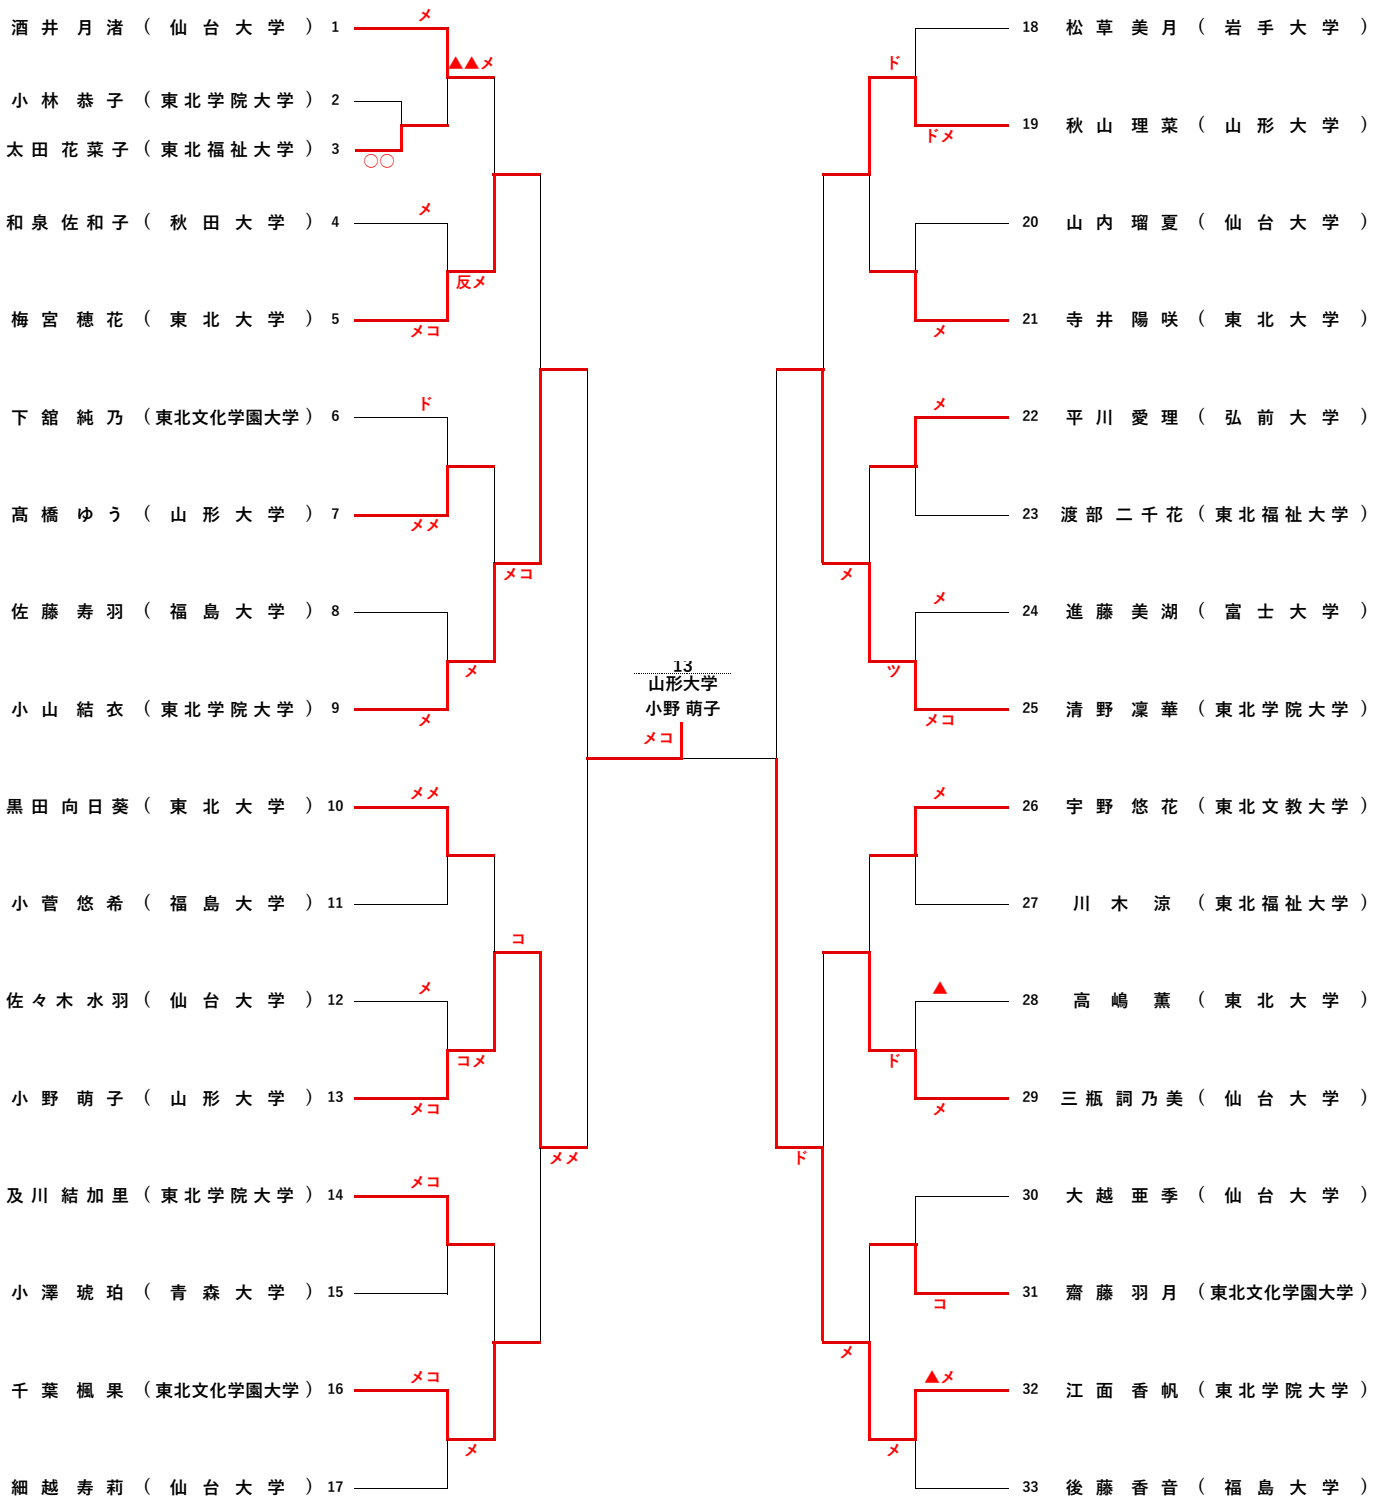 メ
酒井 月渚 ( 仙台大学 ) 1
▲▲メ
小林 恭子 ( 東北学院大学 ) 2
太田 花菜子 ( 東北福祉大学 ) 3
○○
メ
和泉 佐和子 ( 秋田大学 ) 4
反メ
梅宮 穂花 ( 東北大学 ) 5
メコ
ド
下舘 純乃 ( 東北文化学園大学 ) 6
髙橋 ゆう ( 山形大学 ) 7
メメ
メコ
佐藤 寿羽 ( 福島大学 ) 8
メ
小山 結衣 ( 東北学院大学 ) 9
メ
メメ
黒田 向日葵 ( 東北大学 ) 10
小菅 悠希 ( 福島大学 ) 11
コ
メ
佐々木 水羽 ( 仙台大学 ) 12
コメ
小野 萌子 ( 山形大学 ) 13
メコ
メメ
メコ
及川 結加里 ( 東北学院大学 ) 14
小澤 琥珀 ( 青森大学 ) 15
メコ
千葉 楓果 ( 東北文化学園大学 ) 16
メ
細越 寿莉 ( 仙台大学 ) 17
13
山形大学
小野 萌子
メコ
18 松草 美月 ( 岩手大学 )
ド
19 秋山 理菜 ( 山形大学 )
ドメ
20 山内 瑠夏 ( 仙台大学 )
21 寺井 陽咲 ( 東北大学 )
メ
メ
22 平川 愛理 ( 弘前大学 )
23 渡部 二千花 ( 東北福祉大学 )
メ
メ
24 進藤 美湖 ( 富士大学 )
ツ
25 清野 凜華 ( 東北学院大学 )
メコ
メ
26 宇野 悠花 ( 東北文教大学 )
27 川木 涼 ( 東北福祉大学 )
▲
28 高嶋 薫 ( 東北大学 )
ド
29 三瓶 詞乃美 ( 仙台大学 )
メ
ド
30 大越 亜季 ( 仙台大学 )
31 齋藤 羽月 ( 東北文化学園大学 )
コ
メ
▲メ
32 江面 香帆 ( 東北学院大学 )
メ
33 後藤 香音 ( 福島大学 )